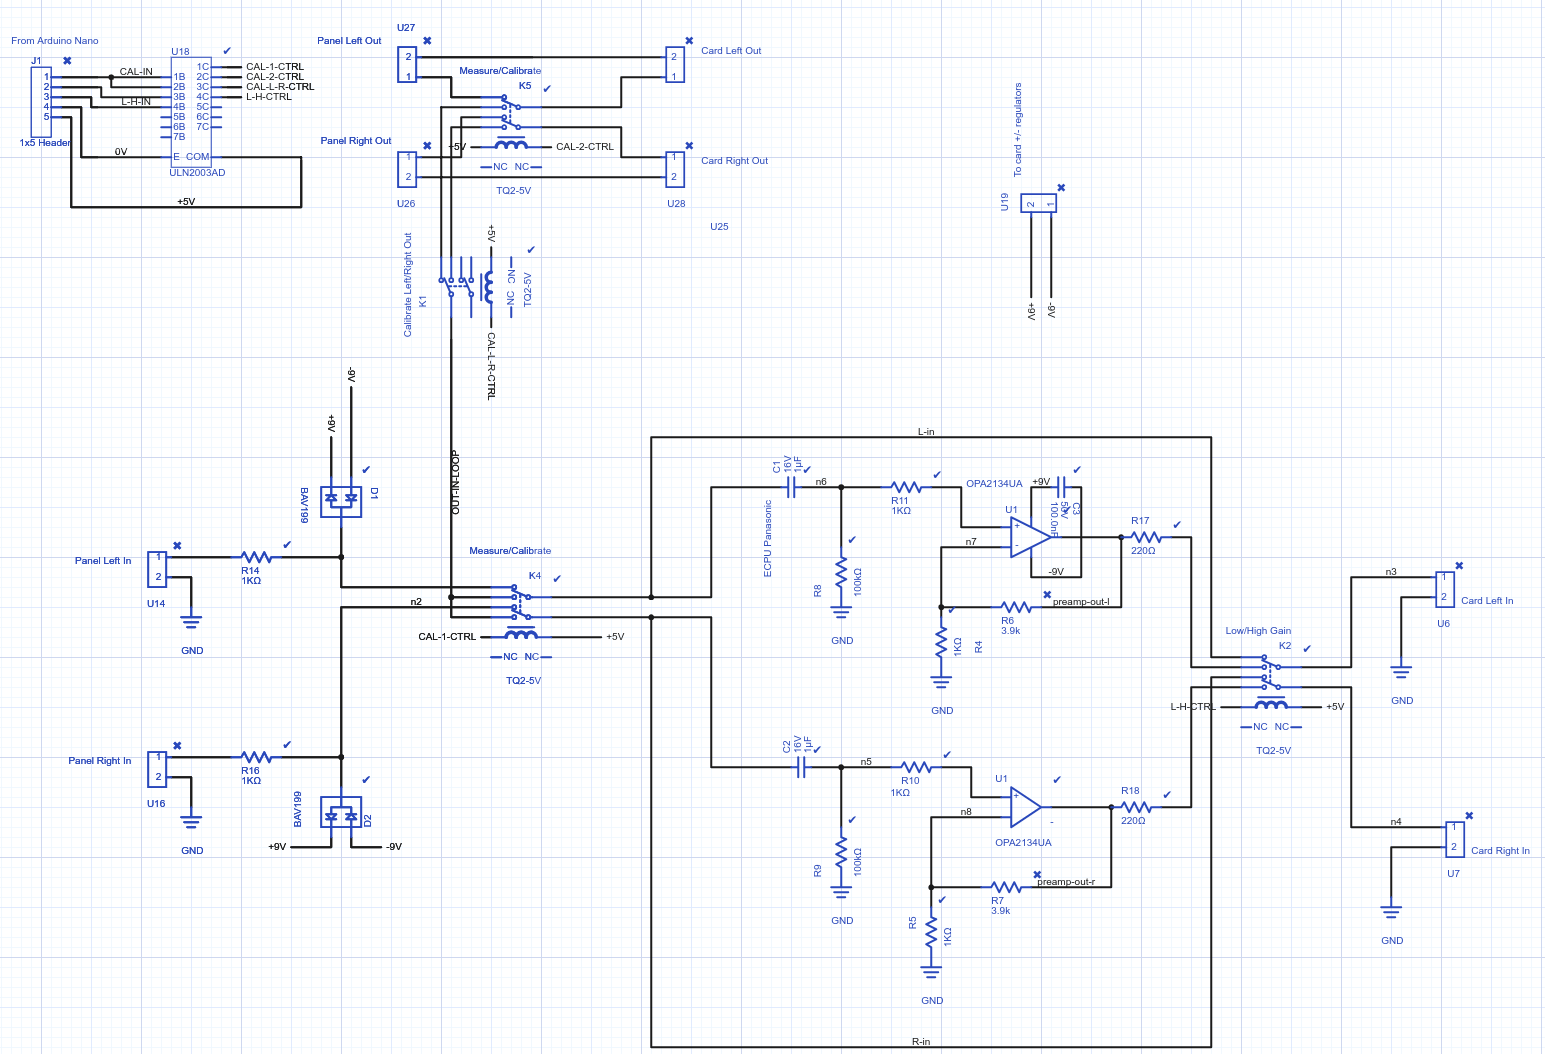 From Arduino Nano
J1
1
2
3
4
5
1x5 Header
CAL-IN
L-H-IN
0V
+5V
U18
1B
2B
3B
4B
5B
6B
7B
E
1C
2C
3C
4C
5C
6C
7C
COM
ULN2003AD
CAL-1-CTRL
CAL-2-CTRL
CAL-L-R-CTRL
L-H-CTRL
U27
Panel Left Out
2
1
Measure/Calibrate
K5
Card Left Out
2
1
Panel Right Out
1
2
U26
+5V
CAL-2-CTRL
NC NC
TQ2-5V
Card Right Out
1
2
U28
U25
To card +/- regulators
U19
2
1
+9V
-9V
Calibrate Left/Right Out
K1
+5V
NC NC
TQ2-5V
CAL-L-R-CTRL
-9V
+9V
BAV199
D1
OUT-IN-LOOP
Panel Left In
1
2
U14
R14
1KΩ
GND
Measure/Calibrate
K4
n2
CAL-1-CTRL
+5V
NC NC
TQ2-5V
Panel Right In
1
2
U16
R16
1KΩ
GND
BAV199
D2
+9V
-9V
L-in
C1
16V
1µF
ECPU Panasonic
n6
R11
1KΩ
R8
100kΩ
GND
OPA2134UA
U1
+
-
+9V
-9V
C3
50V
100.0nF
n7
R17
220Ω
preamp-out-l
R6
3.9k
R4
1KΩ
GND
Low/High Gain
K2
L-H-CTRL
+5V
NC NC
TQ2-5V
n3
1
2
Card Left In
U6
GND
C2
16V
1µF
n5
R10
1KΩ
R9
100kΩ
GND
U1
+
-
OPA2134UA
n8
R18
220Ω
preamp-out-r
R7
3.9k
R5
1KΩ
GND
n4
1
2
Card Right In
U7
GND
R-in